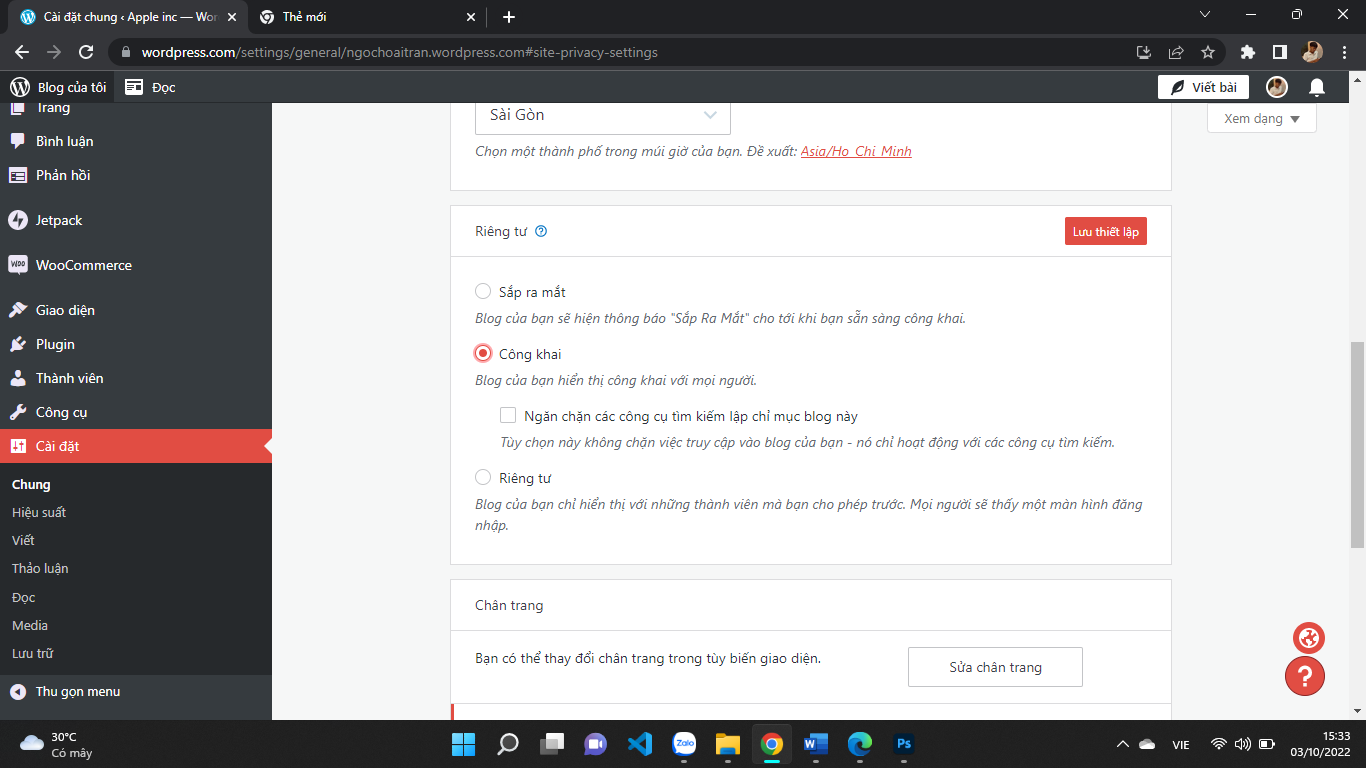 Cài đặt chung ‹ Apple inc — Wor
Thẻ mới
wordpress.com/settings/general/ngochoaitran.wordpress.com#site-privacy-settings
Blog của tôi
Đọc
Viết bài
Trang
Bình luận
Phản hồi
Jetpack
WOO
WooCommerce
Giao diện
Plugin
Thành viên
Công cụ
Cài đặt
Chung
Hiệu suất
Viết
Thảo luận
Đọc
Media
Lưu trữ
Thu gọn menu
Sài Gòn
Chọn một thành phố trong múi giờ của bạn. Đề xuất: Asia/Ho_Chi_Minh
Xem dạng
Riêng tư
Lưu thiết lập
Sắp ra mắt
Blog của bạn sẽ hiện thông báo "Sắp Ra Mắt" cho tới khi bạn sẵn sàng công khai.
Công khai
Blog của bạn hiển thị công khai với mọi người.
Ngăn chặn các công cụ tìm kiếm lập chỉ mục blog này
Tùy chọn này không chặn việc truy cập vào blog của bạn - nó chỉ hoạt động với các công cụ tìm kiếm.
Riêng tư
Blog của bạn chỉ hiển thị với những thành viên mà bạn cho phép trước. Mọi người sẽ thấy một màn hình đăng
nhập.
Chân trang
Bạn có thể thay đổi chân trang trong tùy biến giao diện.
Sửa chân trang
?
30°C
Có mây
Zalo
W
Ps
VIE
15:33
03/10/2022